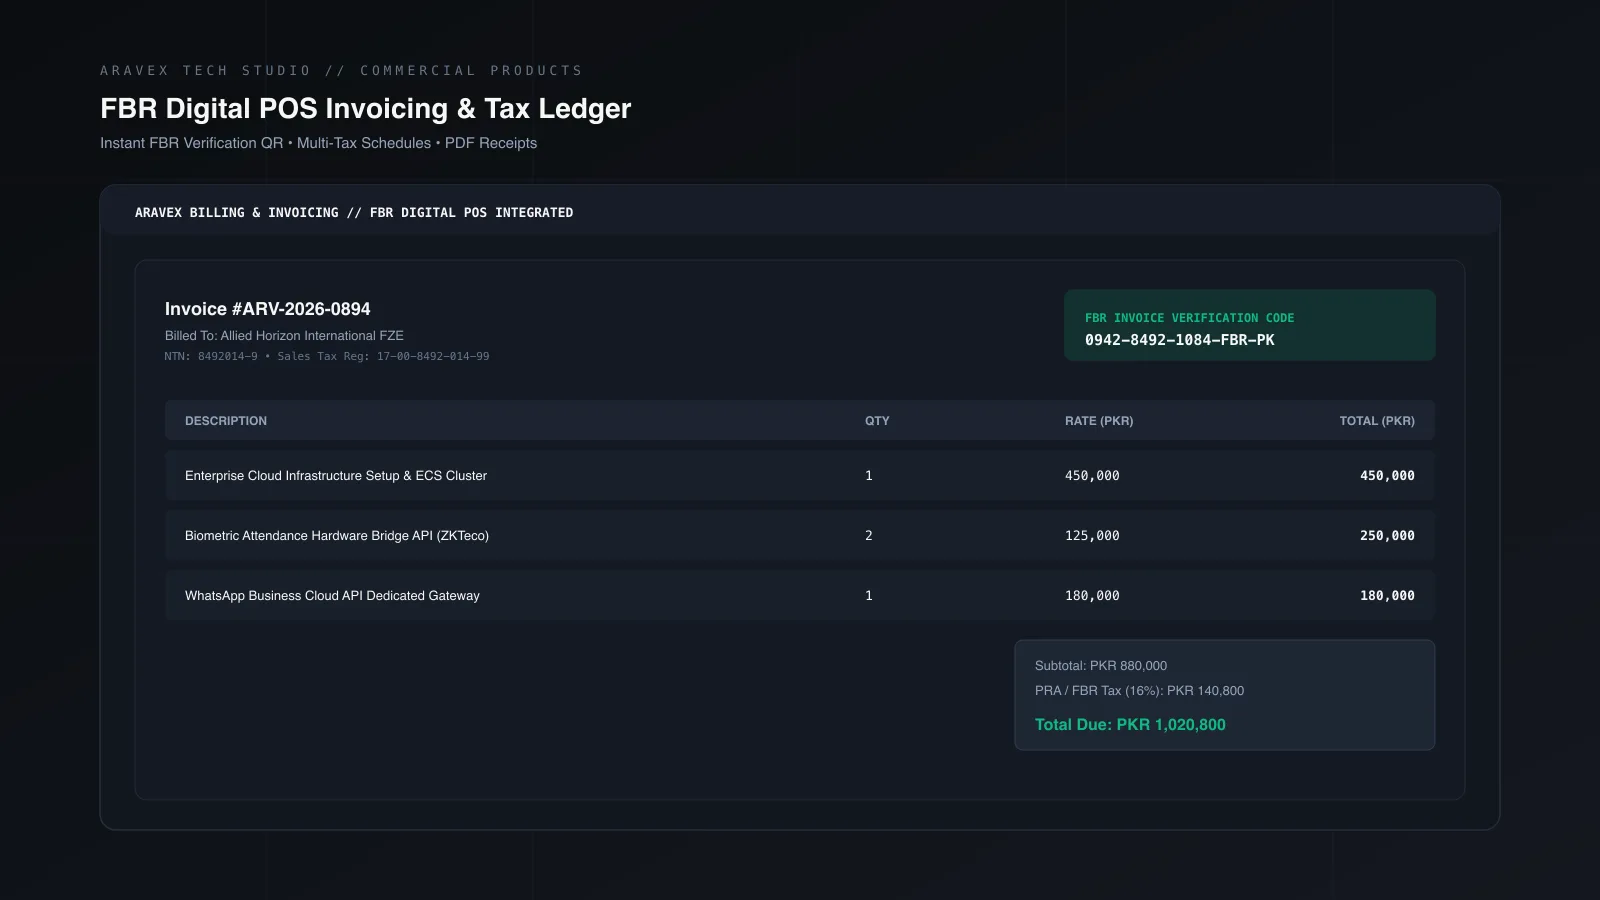 ARAVEX TECH STUDIO // COMMERCIAL PRODUCTS
FBR Digital POS Invoicing & Tax Ledger
Instant FBR Verification QR • Multi-Tax Schedules • PDF Receipts
ARAVEX BILLING & INVOICING // FBR DIGITAL POS INTEGRATED
Invoice #ARV-2026-0894
Billed To: Allied Horizon International FZE
NTN: 8492014-9 • Sales Tax Reg: 17-00-8492-014-99
FBR INVOICE VERIFICATION CODE
0942-8492-1084-FBR-PK
DESCRIPTION QTY RATE (PKR) TOTAL (PKR)
Enterprise Cloud Infrastructure Setup & ECS Cluster 1 450,000 450,000
Biometric Attendance Hardware Bridge API (ZKTeco) 2 125,000 250,000
WhatsApp Business Cloud API Dedicated Gateway 1 180,000 180,000
Subtotal: PKR 880,000
PRA / FBR Tax (16%): PKR 140,800
Total Due: PKR 1,020,800